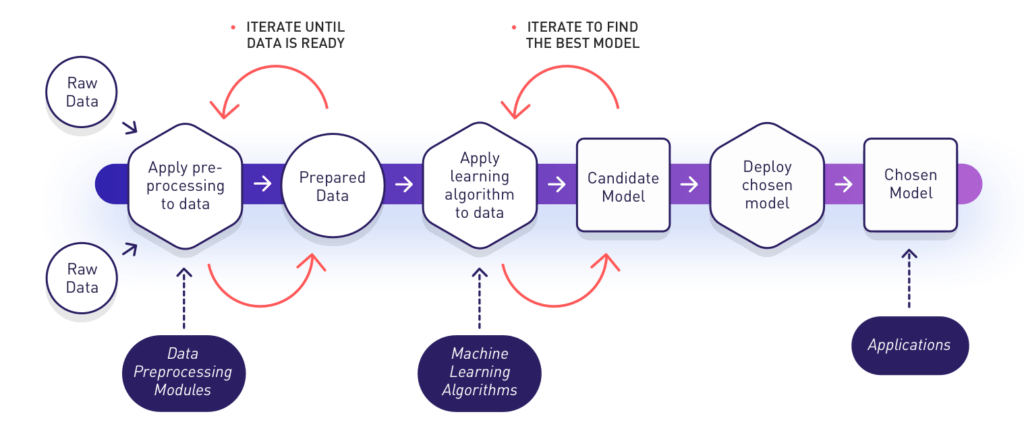 • ITERATE UNTIL
DATA IS READY
• ITERATE TO FIND
THE BEST MODEL
Raw
Data
Raw
Data
Apply pre-
processing
to data
Prepared
Data
Apply
learning
algorithm
to data
Candidate
Model
Deploy
chosen
model
Chosen
Model
Data
Preprocessing
Modules
Machine
Learning
Algorithms
Applications